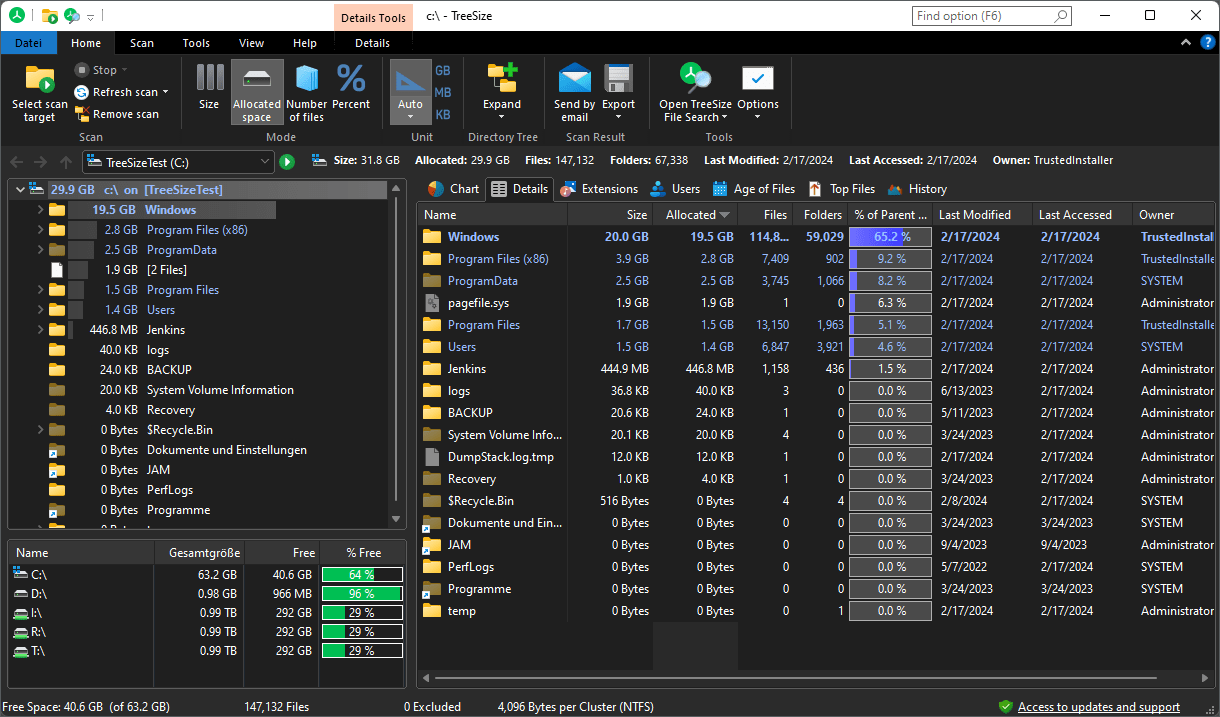 Details Tools c:\ - TreeSize Find option (F6)
Datei Home Scan Tools View Help Details
Select scan target
Stop
Refresh scan
Remove scan
Scan
Size Allocated space Number of files Percent
Mode
Auto GB MB KB
Unit
Expand
Directory Tree
Send by email Export
Scan Result
Open TreeSize File Search Options
Tools
TreeSizeTest (C:) Size: 31.8 GB Allocated: 29.9 GB Files: 147,132 Folders: 67,338 Last Modified: 2/17/2024 Last Accessed: 2/17/2024 Owner: TrustedInstaller
29.9 GB c:\ on [TreeSizeTest]
19.5 GB Windows
2.8 GB Program Files (x86)
2.5 GB ProgramData
1.9 GB [2 Files]
1.5 GB Program Files
1.4 GB Users
446.8 MB Jenkins
40.0 KB logs
24.0 KB BACKUP
20.0 KB System Volume Information
4.0 KB Recovery
0 Bytes $Recycle.Bin
0 Bytes Dokumente und Einstellungen
0 Bytes JAM
0 Bytes PerfLogs
0 Bytes Programme
Name Gesamtgröße Free % Free
C:\ 63.2 GB 40.6 GB 64 %
D:\ 0.98 GB 966 MB 96 %
I:\ 0.99 TB 292 GB 29 %
R:\ 0.99 TB 292 GB 29 %
T:\ 0.99 TB 292 GB 29 %
Chart Details Extensions Users Age of Files Top Files History
Name Size Allocated Files Folders % of Parent ... Last Modified Last Accessed Owner
Windows 20.0 GB 19.5 GB 114,8... 59,029 65.2 % 2/17/2024 2/17/2024 TrustedInstall
Program Files (x86) 3.9 GB 2.8 GB 7,409 902 9.2 % 2/17/2024 2/17/2024 TrustedInstalle
ProgramData 2.5 GB 2.5 GB 3,745 1,066 8.2 % 2/17/2024 2/17/2024 SYSTEM
pagefile.sys 1.9 GB 1.9 GB 1 0 6.3 % 2/17/2024 2/17/2024 Administrator
Program Files 1.7 GB 1.5 GB 13,150 1,963 5.1 % 2/17/2024 2/17/2024 TrustedInstalle
Users 1.5 GB 1.4 GB 6,847 3,921 4.6 % 2/17/2024 2/17/2024 SYSTEM
Jenkins 444.9 MB 446.8 MB 1,158 436 1.5 % 2/17/2024 2/17/2024 Administrator
logs 36.8 KB 40.0 KB 3 0 0.0 % 6/13/2023 2/17/2024 Administrator
BACKUP 20.6 KB 24.0 KB 1 0 0.0 % 5/11/2023 2/17/2024 Administrator
System Volume Info... 20.1 KB 20.0 KB 4 0 0.0 % 3/24/2023 2/17/2024 Administrator
DumpStack.log.tmp 12.0 KB 12.0 KB 1 0 0.0 % 2/17/2024 2/17/2024 Administrator
Recovery 1.0 KB 4.0 KB 1 0 0.0 % 3/24/2023 2/17/2024 Administrator
$Recycle.Bin 516 Bytes 0 Bytes 4 4 0.0 % 2/8/2024 2/17/2024 SYSTEM
Dokumente und Ein... 0 Bytes 0 Bytes 0 0 0.0 % 3/24/2023 3/24/2023 SYSTEM
JAM 0 Bytes 0 Bytes 0 0 0.0 % 9/4/2023 9/4/2023 Administrator
PerfLogs 0 Bytes 0 Bytes 0 0 0.0 % 5/7/2022 2/17/2024 SYSTEM
Programme 0 Bytes 0 Bytes 0 0 0.0 % 3/24/2023 3/24/2023 SYSTEM
temp 0 Bytes 0 Bytes 0 1 0.0 % 2/17/2024 2/17/2024 Administrator
Free Space: 40.6 GB (of 63.2 GB) 147,132 Files 0 Excluded 4,096 Bytes per Cluster (NTFS) Access to updates and support